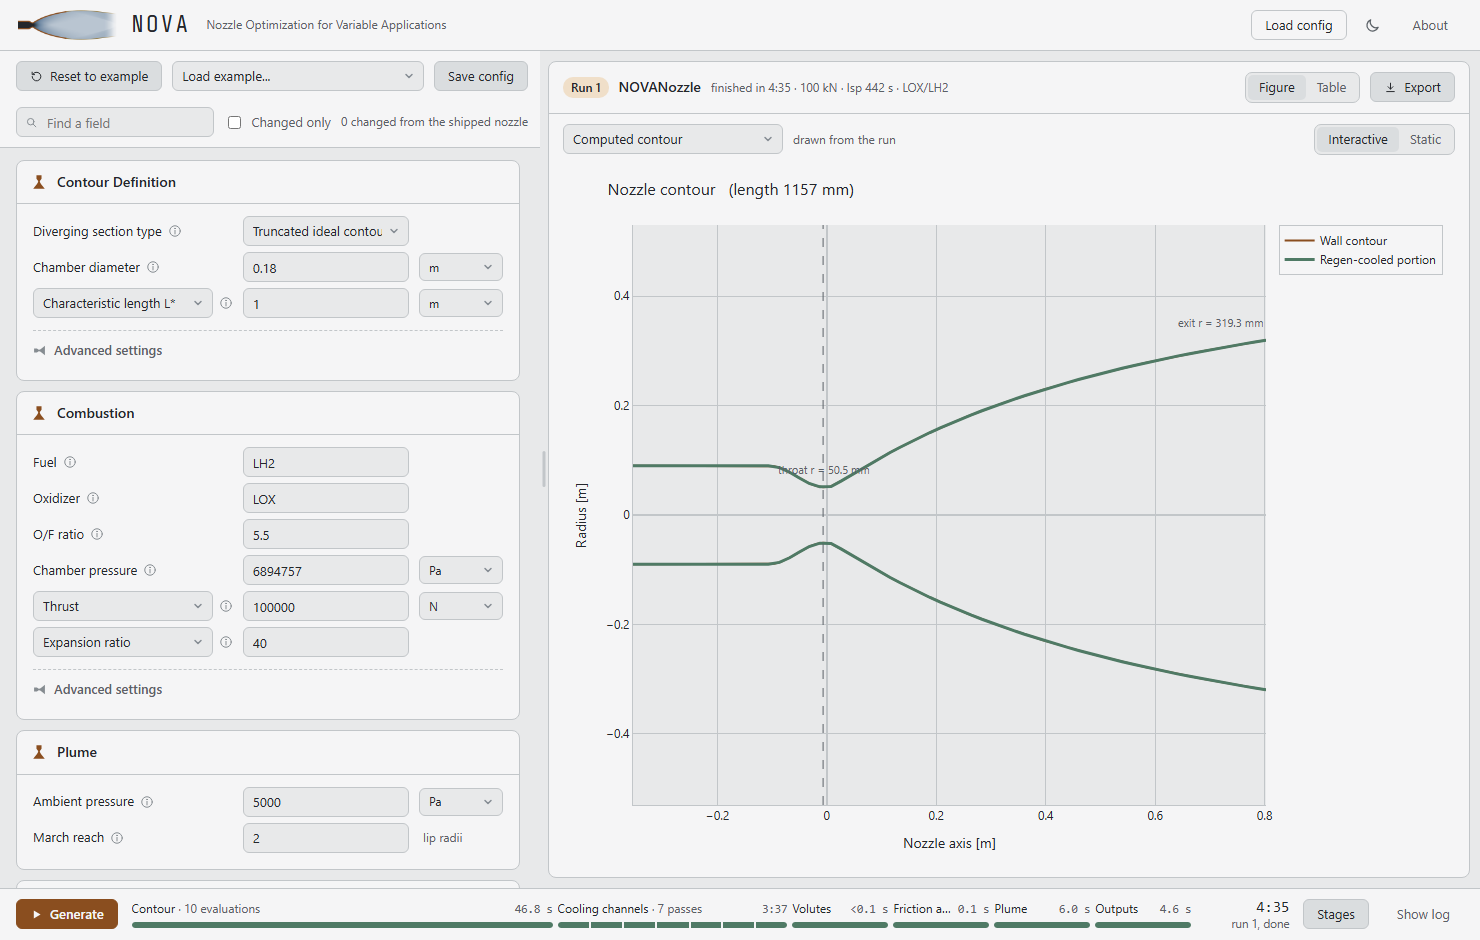 NOVA Nozzle Optimization for Variable Applications Load config About
Reset to example Load example... Save config
Find a field Changed only 0 changed from the shipped nozzle
Contour Definition
Diverging section type Truncated ideal contou
Chamber diameter 0.18 m
Characteristic length L* 1 m
Advanced settings
Combustion
Fuel LH2
Oxidizer LOX
O/F ratio 5.5
Chamber pressure 6894757 Pa
Thrust 100000 N
Expansion ratio 40
Advanced settings
Plume
Ambient pressure 5000 Pa
March reach 2 lip radii
Run 1 NOVANozzle finished in 4:35 · 100 kN · Isp 442 s · LOX/LH2 Figure Table Export
Computed contour drawn from the run Interactive Static
Nozzle contour (length 1157 mm)
Wall contour
Regen-cooled portion
exit r = 319.3 mm
throat r = 50.5 mm
Radius [m]
0.4
0.2
0
−0.2
−0.4
−0.2 0 0.2 0.4 0.6 0.8
Nozzle axis [m]
Generate Contour · 10 evaluations 46.8 s Cooling channels · 7 passes 3:37 Volutes <0.1 s Friction a... 0.1 s Plume 6.0 s Outputs 4.6 s 4:35 Stages Show log
run 1, done